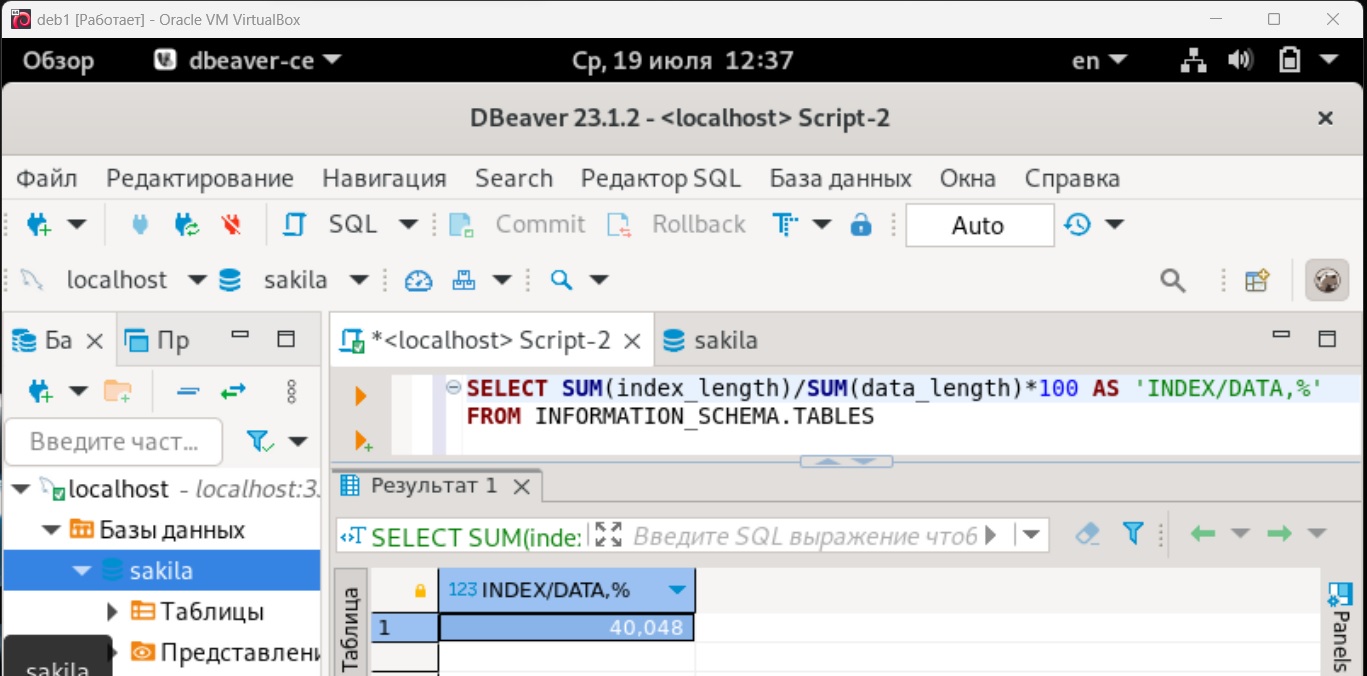 deb1 [Работает] - Oracle VM VirtualBox
Обзор dbeaver-ce Ср, 19 июля 12:37 en
DBeaver 23.1.2 - <localhost> Script-2
Файл Редактирование Навигация Search Редактор SQL База данных Окна Справка
SQL Commit Rollback Auto
localhost sakila
Ба Пр *<localhost> Script-2 sakila
SELECT SUM(index_length)/SUM(data_length)*100 AS 'INDEX/DATA,%'
FROM INFORMATION_SCHEMA.TABLES
Введите част...
localhost - localhost:3.
Базы данных
sakila
Таблицы
Представлени
sakila
Результат 1
SELECT SUM(inde: Введите SQL выражение чтоб
Таблица
123 INDEX/DATA,%
1 40,048
Panels